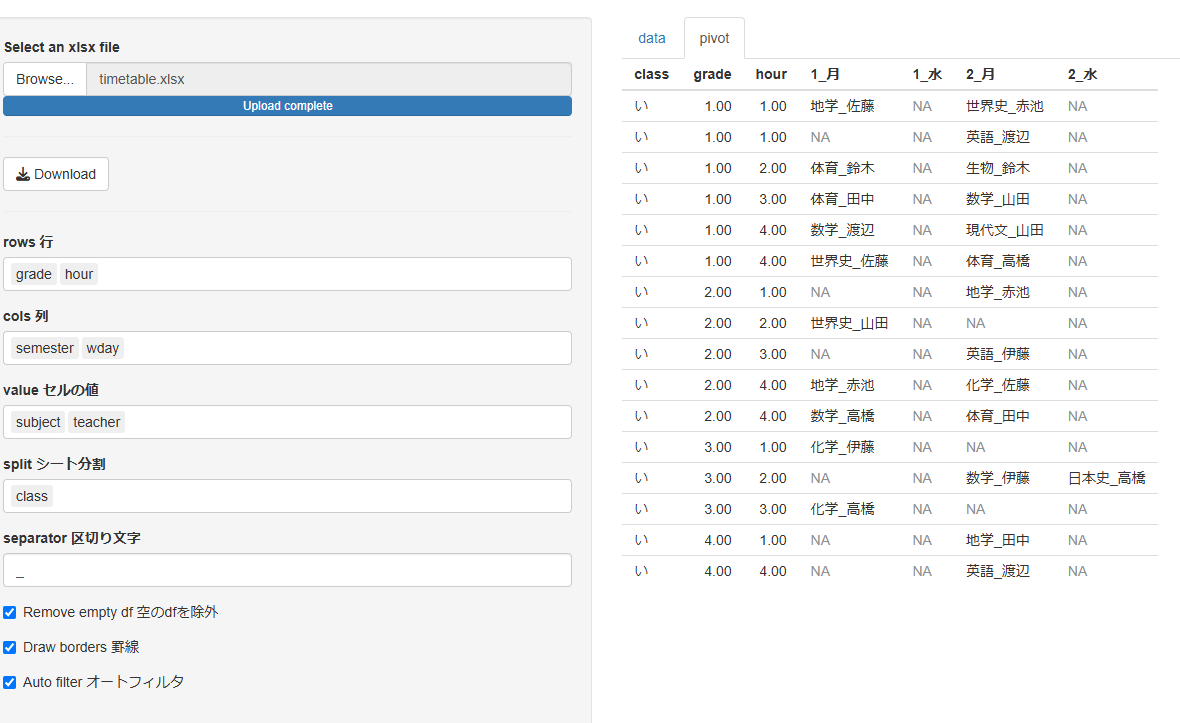 Select an xlsx file
Browse... timetable.xlsx
Upload complete
Download
rows 行
grade hour
cols 列
semester wday
value セルの値
subject teacher
split シート分割
class
separator 区切り文字
_
Remove empty df 空のdfを除外
Draw borders 罫線
Auto filter オートフィルタ
data pivot
class grade hour 1_月 1_水 2_月 2_水
い 1.00 1.00 地学_佐藤 NA 世界史_赤池 NA
い 1.00 1.00 NA NA 英語_渡辺 NA
い 1.00 2.00 体育_鈴木 NA 生物_鈴木 NA
い 1.00 3.00 体育_田中 NA 数学_山田 NA
い 1.00 4.00 数学_渡辺 NA 現代文_山田 NA
い 1.00 4.00 世界史_佐藤 NA 体育_高橋 NA
い 2.00 1.00 NA NA 地学_赤池 NA
い 2.00 2.00 世界史_山田 NA NA NA
い 2.00 3.00 NA NA 英語_伊藤 NA
い 2.00 4.00 地学_赤池 NA 化学_佐藤 NA
い 2.00 4.00 数学_高橋 NA 体育_田中 NA
い 3.00 1.00 化学_伊藤 NA NA NA
い 3.00 2.00 NA NA 数学_伊藤 日本史_高橋
い 3.00 3.00 化学_高橋 NA NA NA
い 4.00 1.00 NA NA 地学_田中 NA
い 4.00 4.00 NA NA 英語_渡辺 NA